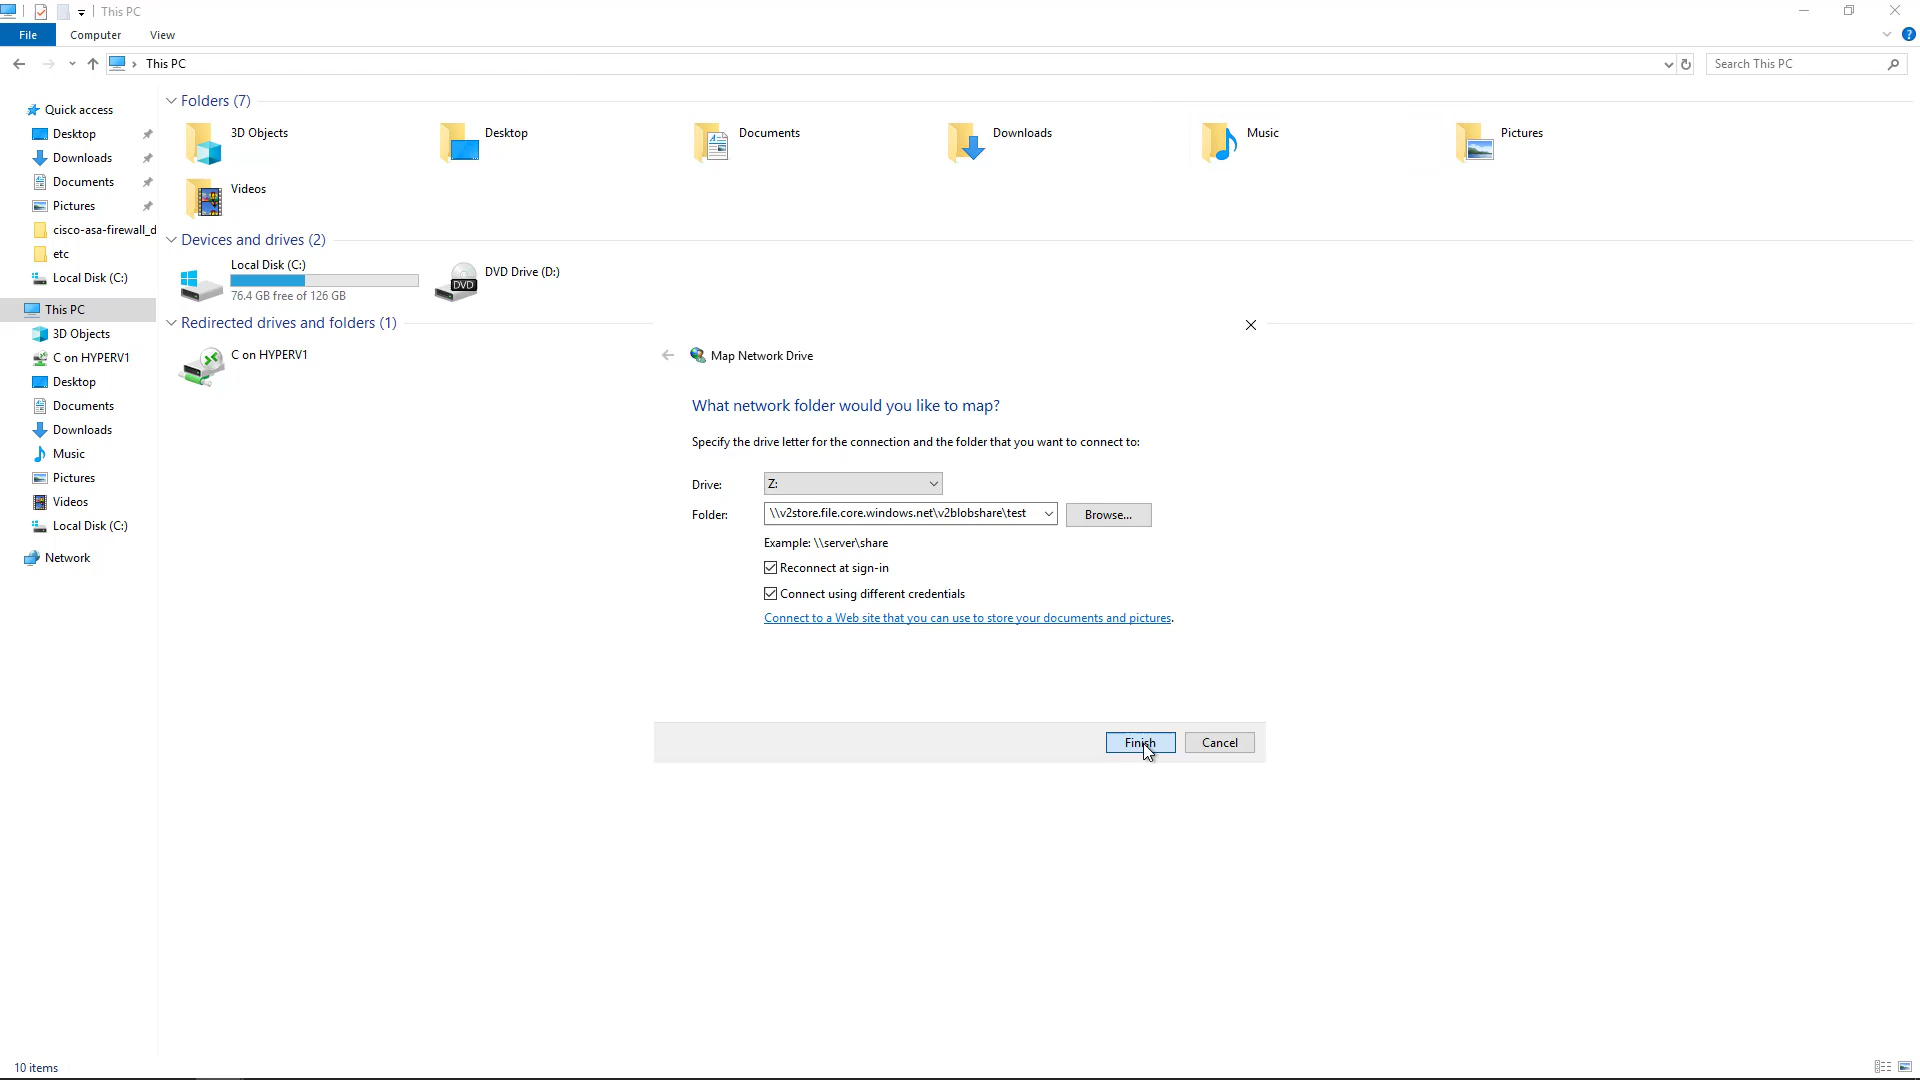 This PC
File
Computer
View
This PC
Search This PC
Quick access
Desktop
Downloads
Documents
Pictures
cisco-asa-firewall_d
etc
Local Disk (C:)
This PC
3D Objects
C on HYPERV1
Desktop
Documents
Downloads
Music
Pictures
Videos
Local Disk (C:)
Network
Folders (7)
3D Objects
Desktop
Documents
Downloads
Music
Pictures
Videos
Devices and drives (2)
Local Disk (C:)
76.4 GB free of 126 GB
DVD
DVD Drive (D:)
Redirected drives and folders (1)
C on HYPERV1
Map Network Drive
What network folder would you like to map?
Specify the drive letter for the connection and the folder that you want to connect to:
Drive:
Z:
Folder:
\\v2store.file.core.windows.net\v2blobshare\test
Browse...
Example: \\server\share
Reconnect at sign-in
Connect using different credentials
Connect to a Web site that you can use to store your documents and pictures.
Finish
Cancel
10 items